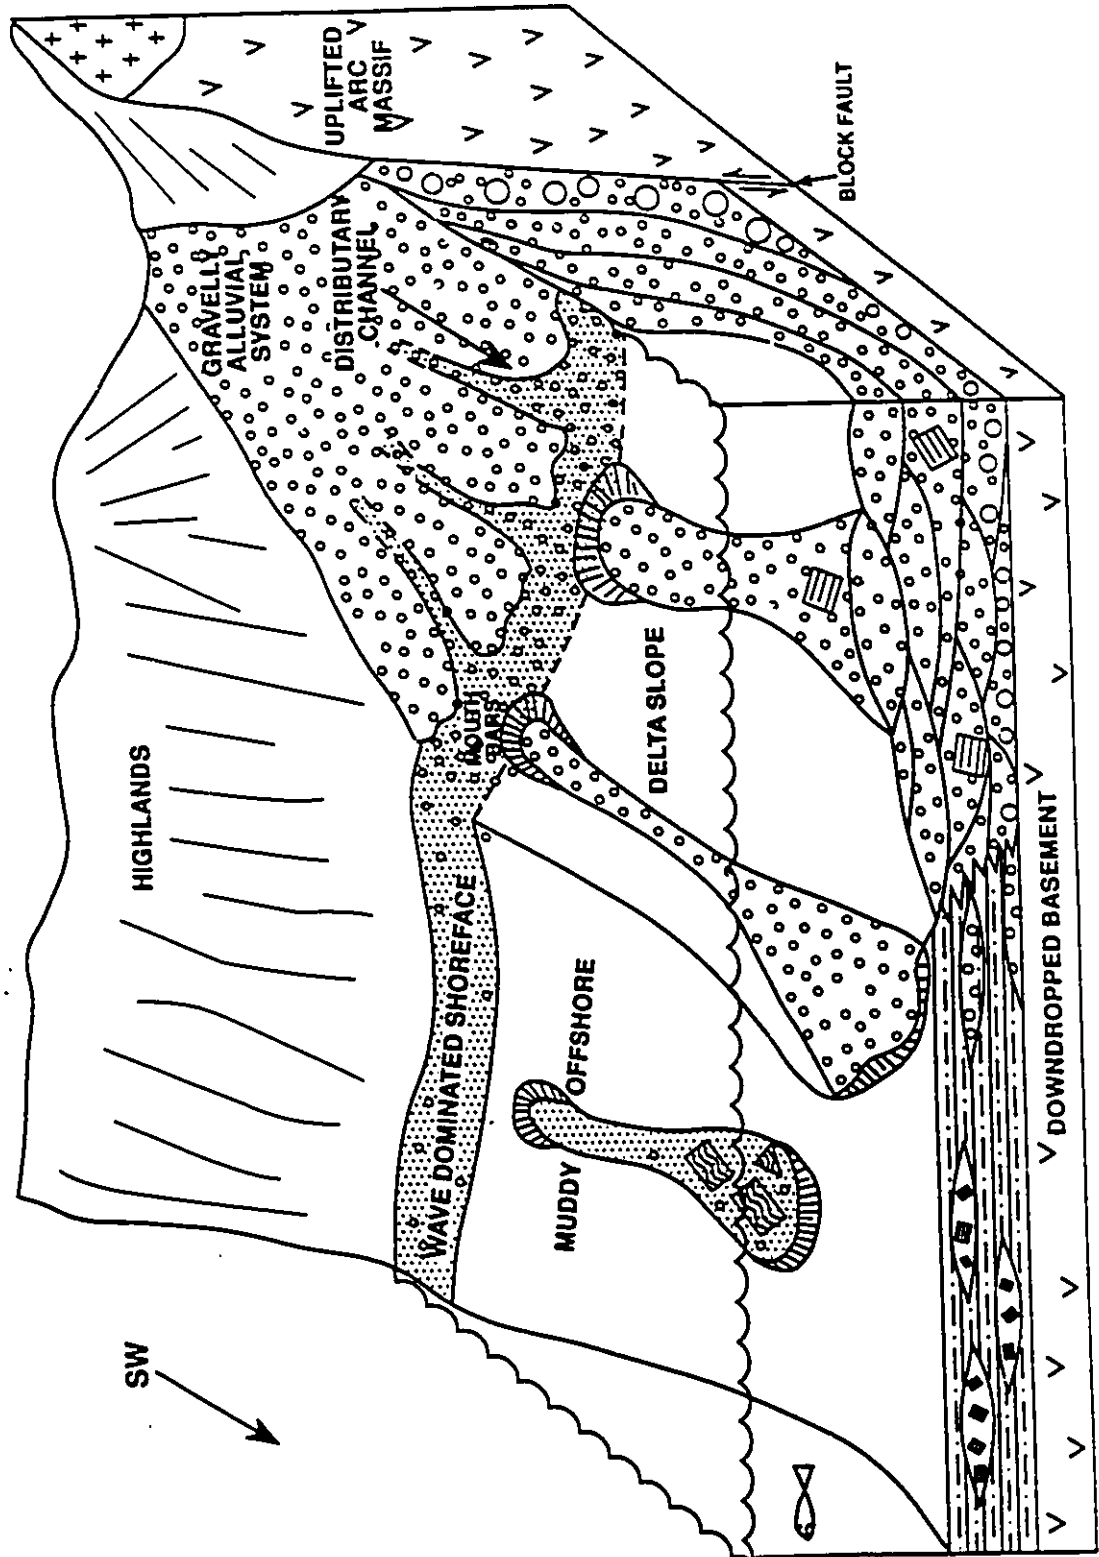 SW
HIGHLANDS
UPLIFTED
ARC
MASSIF
GRAVELLY
ALLUVIAL
SYSTEM
DISTRIBUTARY
CHANNEL
WAVE DOMINATED SHOREFACE
MOUTH
BARS
MUDDY OFFSHORE
DELTA SLOPE
BLOCK FAULT
DOWNDROPPED BASEMENT